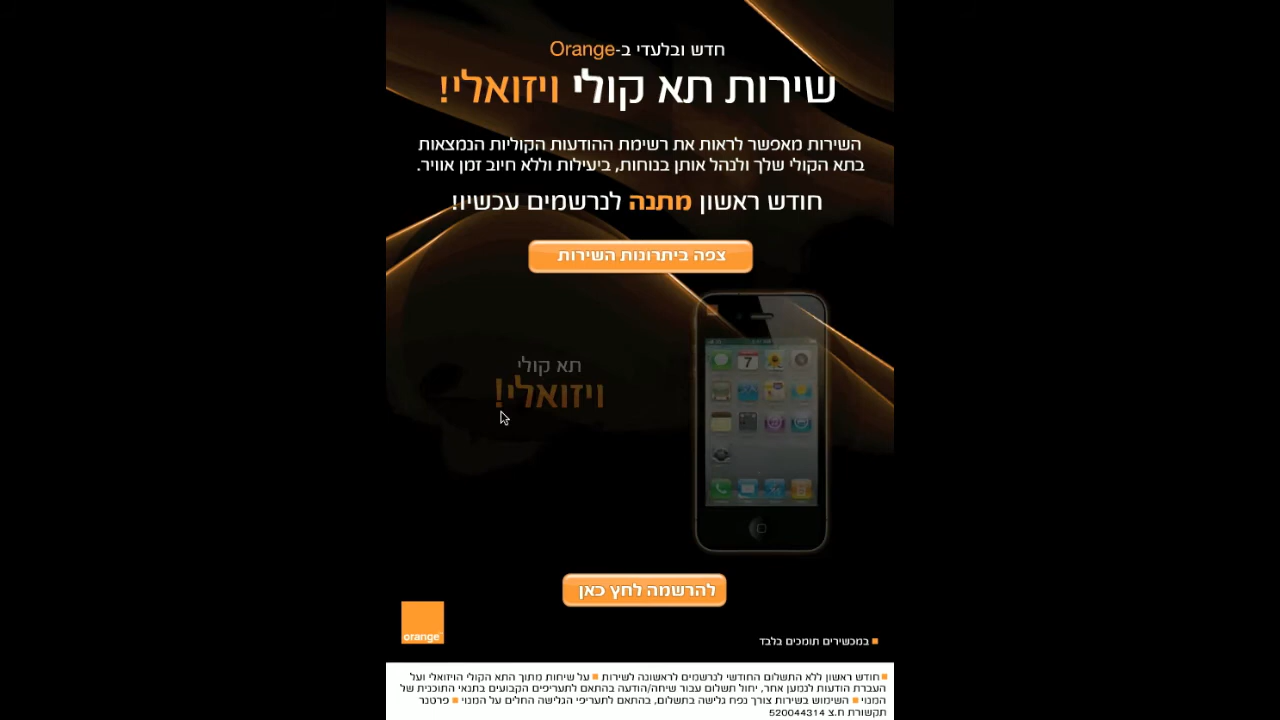 חדש ובלעדי ב-Orange
שירות תא קולי ויזואלי!
השירות מאפשר לראות את רשימת ההודעות הקוליות הנמצאות
בתא הקולי שלך ולנהל אותן בנוחות, ביעילות וללא חיוב זמן אוויר.
חודש ראשון מתנה לנרשמים עכשיו!
צפה ביתרונות השירות
תא קולי
ויזואלי!
7
להרשמה לחץ כאן
orange
במכשירים תומכים בלבד
חודש ראשון ללא התשלום החודשי לנרשמים לראשונה לשירות ■ על שיחות מתוך התא הקולי הויזואלי ועל
העברת הודעות לנמען אחר, יחול תשלום עבור שיחה/הודעה בהתאם לתעריפים הקבועים בתנאי התוכנית של
המנוי ■ השימוש בשירות צורך נפח גלישה בתשלום, בהתאם לתעריפי הגלישה החלים על המנוי ■ פרטנר
תקשורת ח.צ 520044314